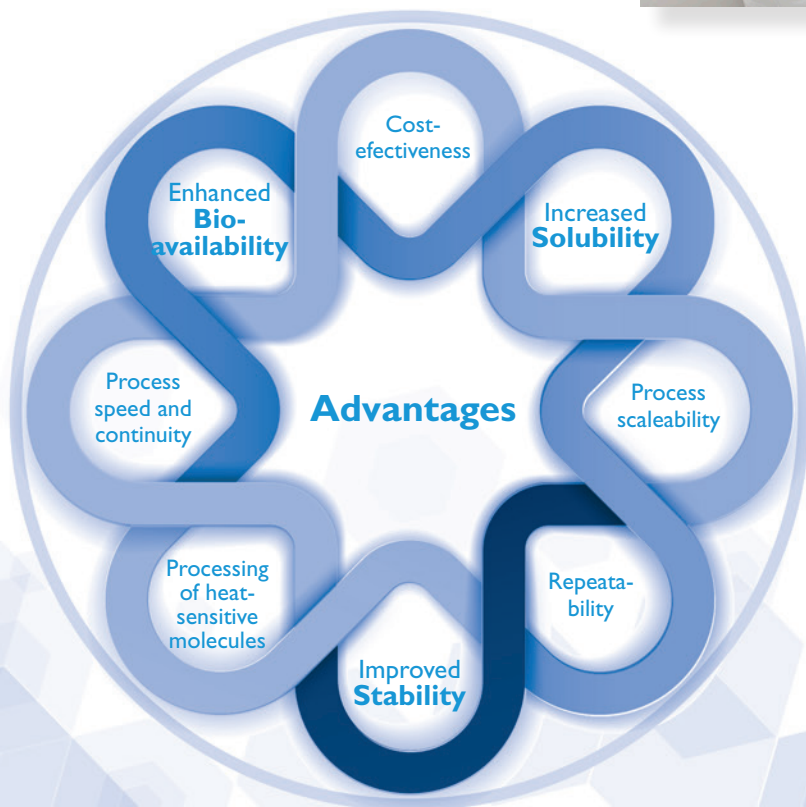 Cost-
efectiveness
Increased
Solubility
Process
scaleability
Repeata-
bility
Improved
Stability
Processing
of heat-
sensitive
molecules
Process
speed and
continuity
Enhanced
Bio-
availability
Advantages